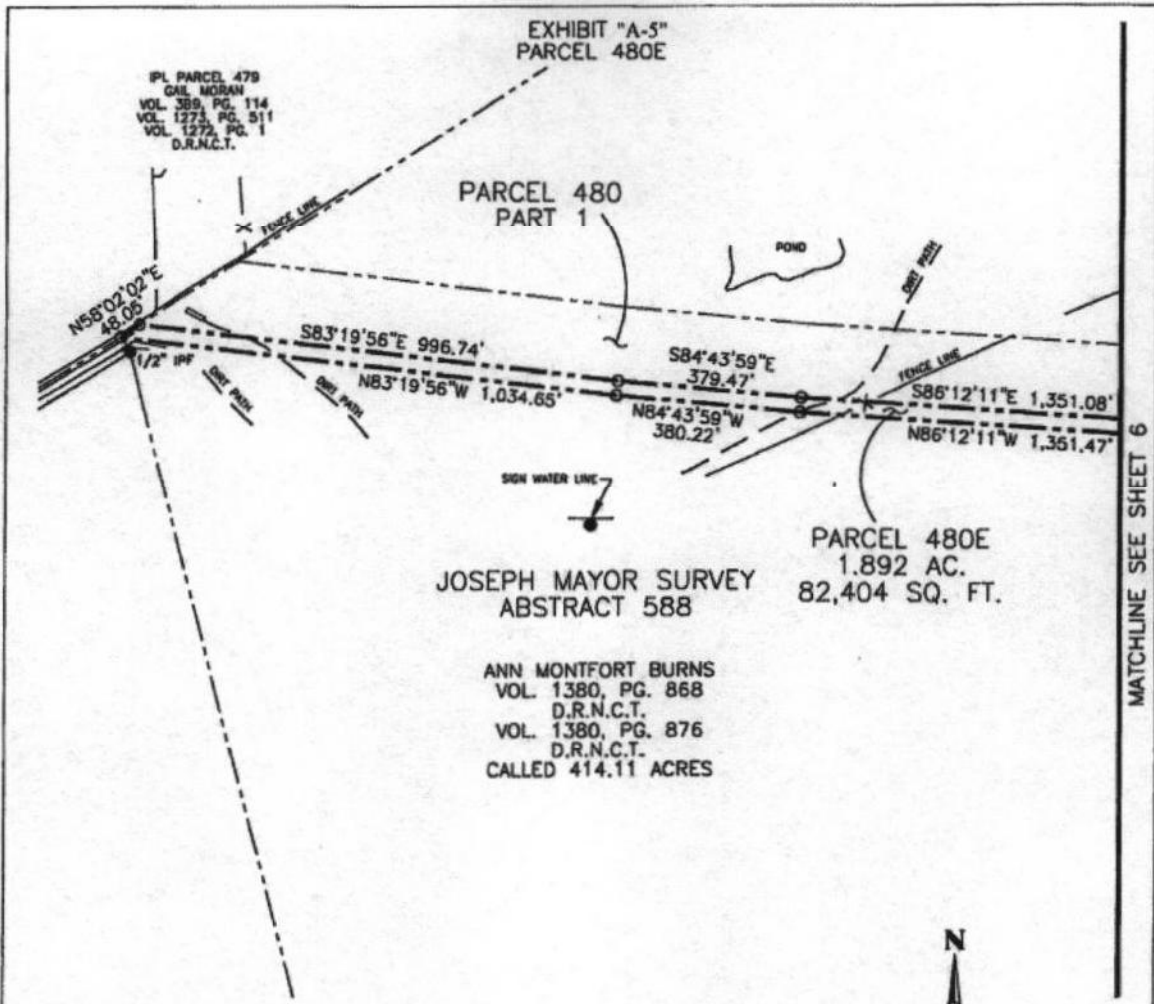 EXHIBIT "A-5"
PARCEL 480E
IPL PARCEL 479
GAIL MORAN
VOL. 389, PG. 114
VOL. 1273, PG. 511
VOL. 1272, PG. 1
D.R.N.C.T.
PARCEL 480
PART 1
FENCE LINE
POND
DIRT PATH
N58°02'02"E
48.05'
1/2" IPF
S83°19'56"E 996.74'
N83°19'56"W 1,034.65'
DIRT PATH
DIRT PATH
S84°43'59"E
379.47'
N84°43'59"W
380.22'
FENCE LINE
S86°12'11"E 1,351.08'
N86°12'11"W 1,351.47'
SIGN WATER LINE
PARCEL 480E
1.892 AC.
82,404 SQ. FT.
JOSEPH MAYOR SURVEY
ABSTRACT 588
ANN MONTFORT BURNS
VOL. 1380, PG. 868
D.R.N.C.T.
VOL. 1380, PG. 876
D.R.N.C.T.
CALLED 414.11 ACRES
MATCHLINE SEE SHEET 6
N